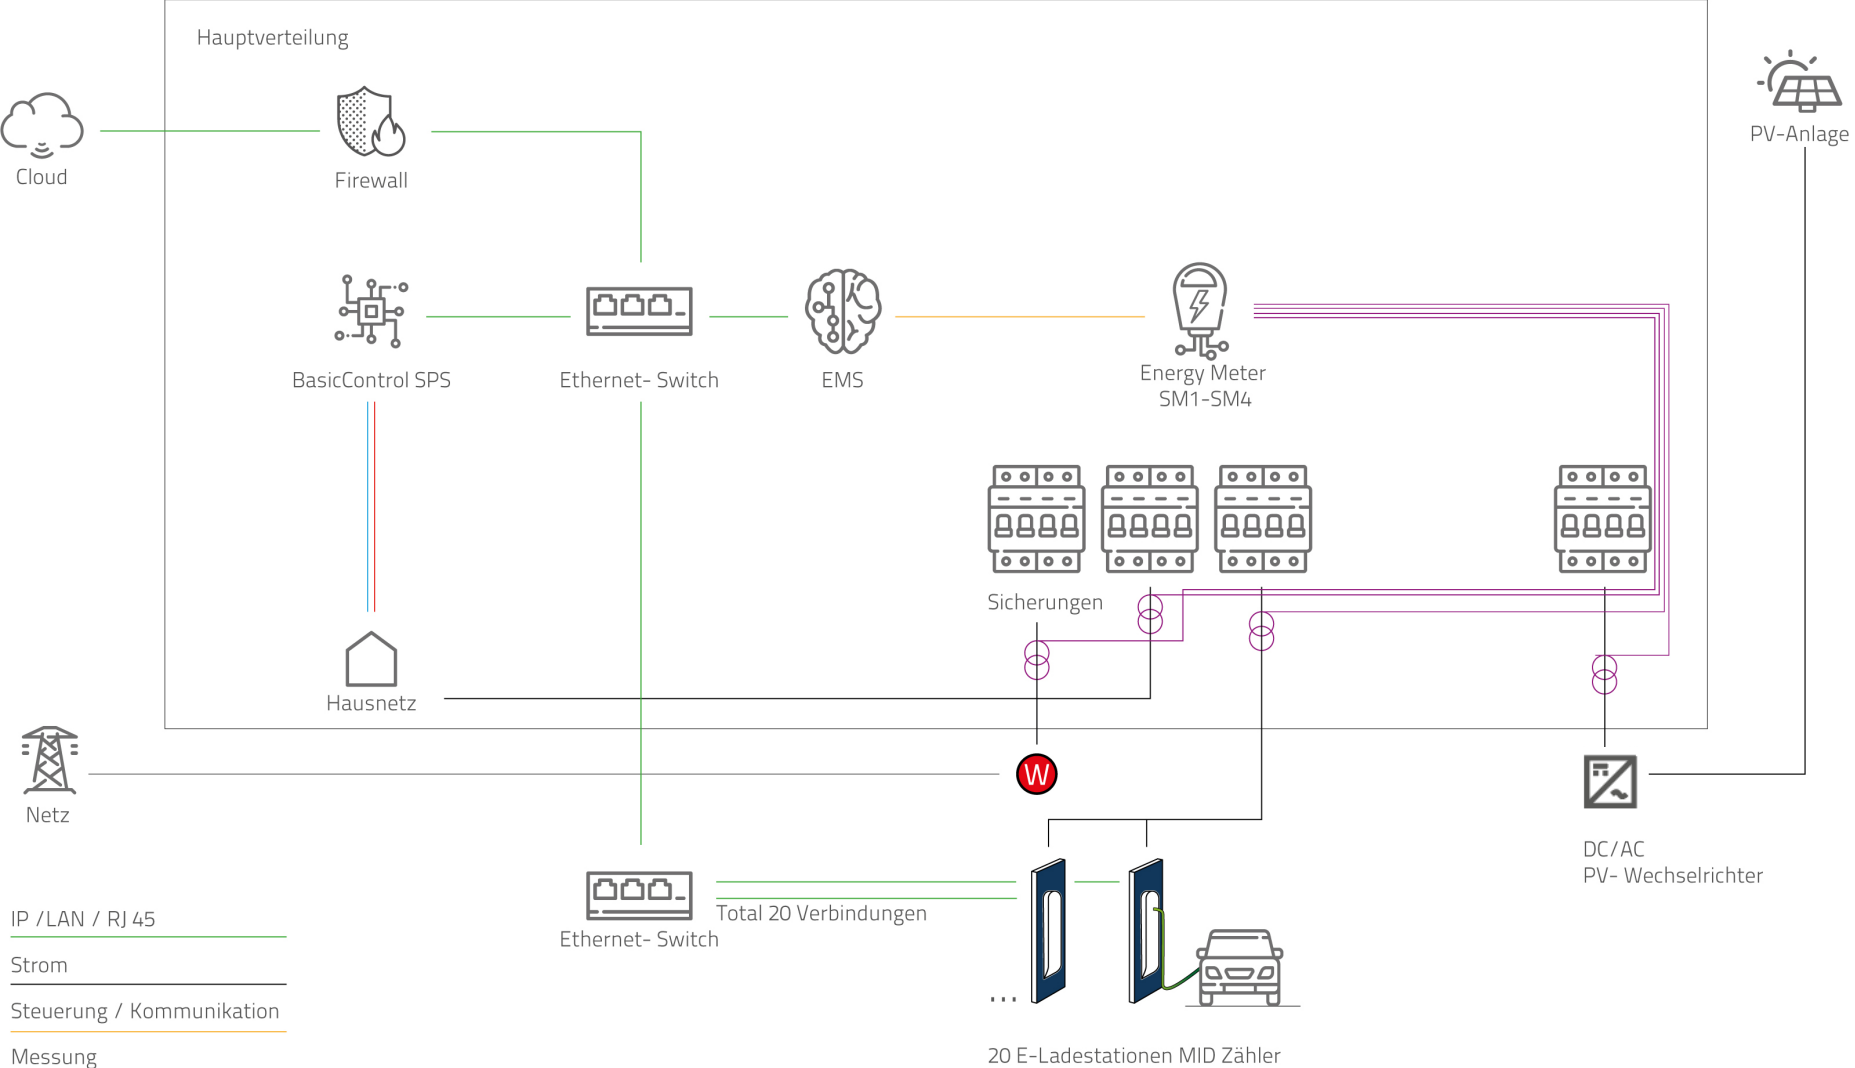 Hauptverteilung
Cloud
Firewall
PV-Anlage
BasicControl SPS
Ethernet- Switch
EMS
Energy Meter
SM1-SM4
Sicherungen
Hausnetz
Netz
W
DC/AC
PV- Wechselrichter
Total 20 Verbindungen
Ethernet- Switch
20 E-Ladestationen MID Zähler
...
IP /LAN / RJ 45
Strom
Steuerung / Kommunikation
Messung